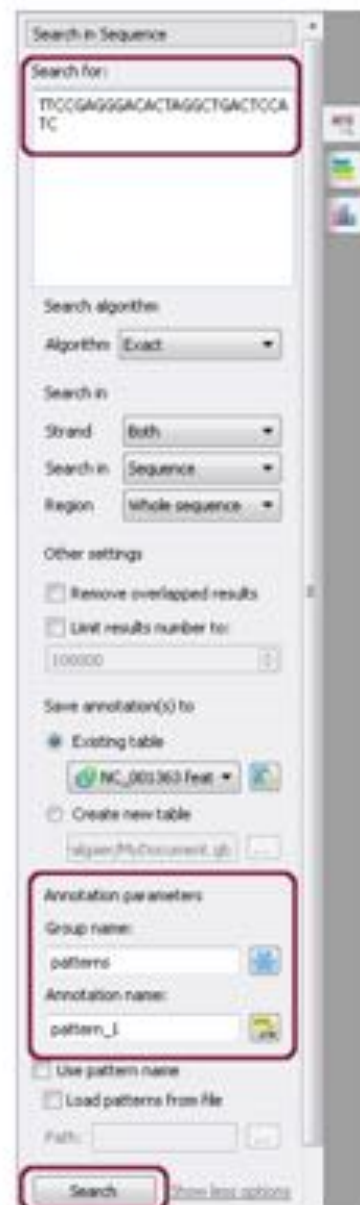 Search in Sequence
Search for:
TTCCGAGGGACACTAGGCTGACTCCA
TC
Search algorithm
Algorithm Exact
Search in
Strand Both
Search in Sequence
Region Whole sequence
Other settings
Remove overlapped results
Limit results number to:
100000
Save annotation(s) to
Existing table
NC_001363 feat
Create new table
MyDocument.gb ...
Annotation parameters
Group name:
patterns
Annotation name:
pattern_1
Use pattern name
Load patterns from file
Path: ...
Search Show less options